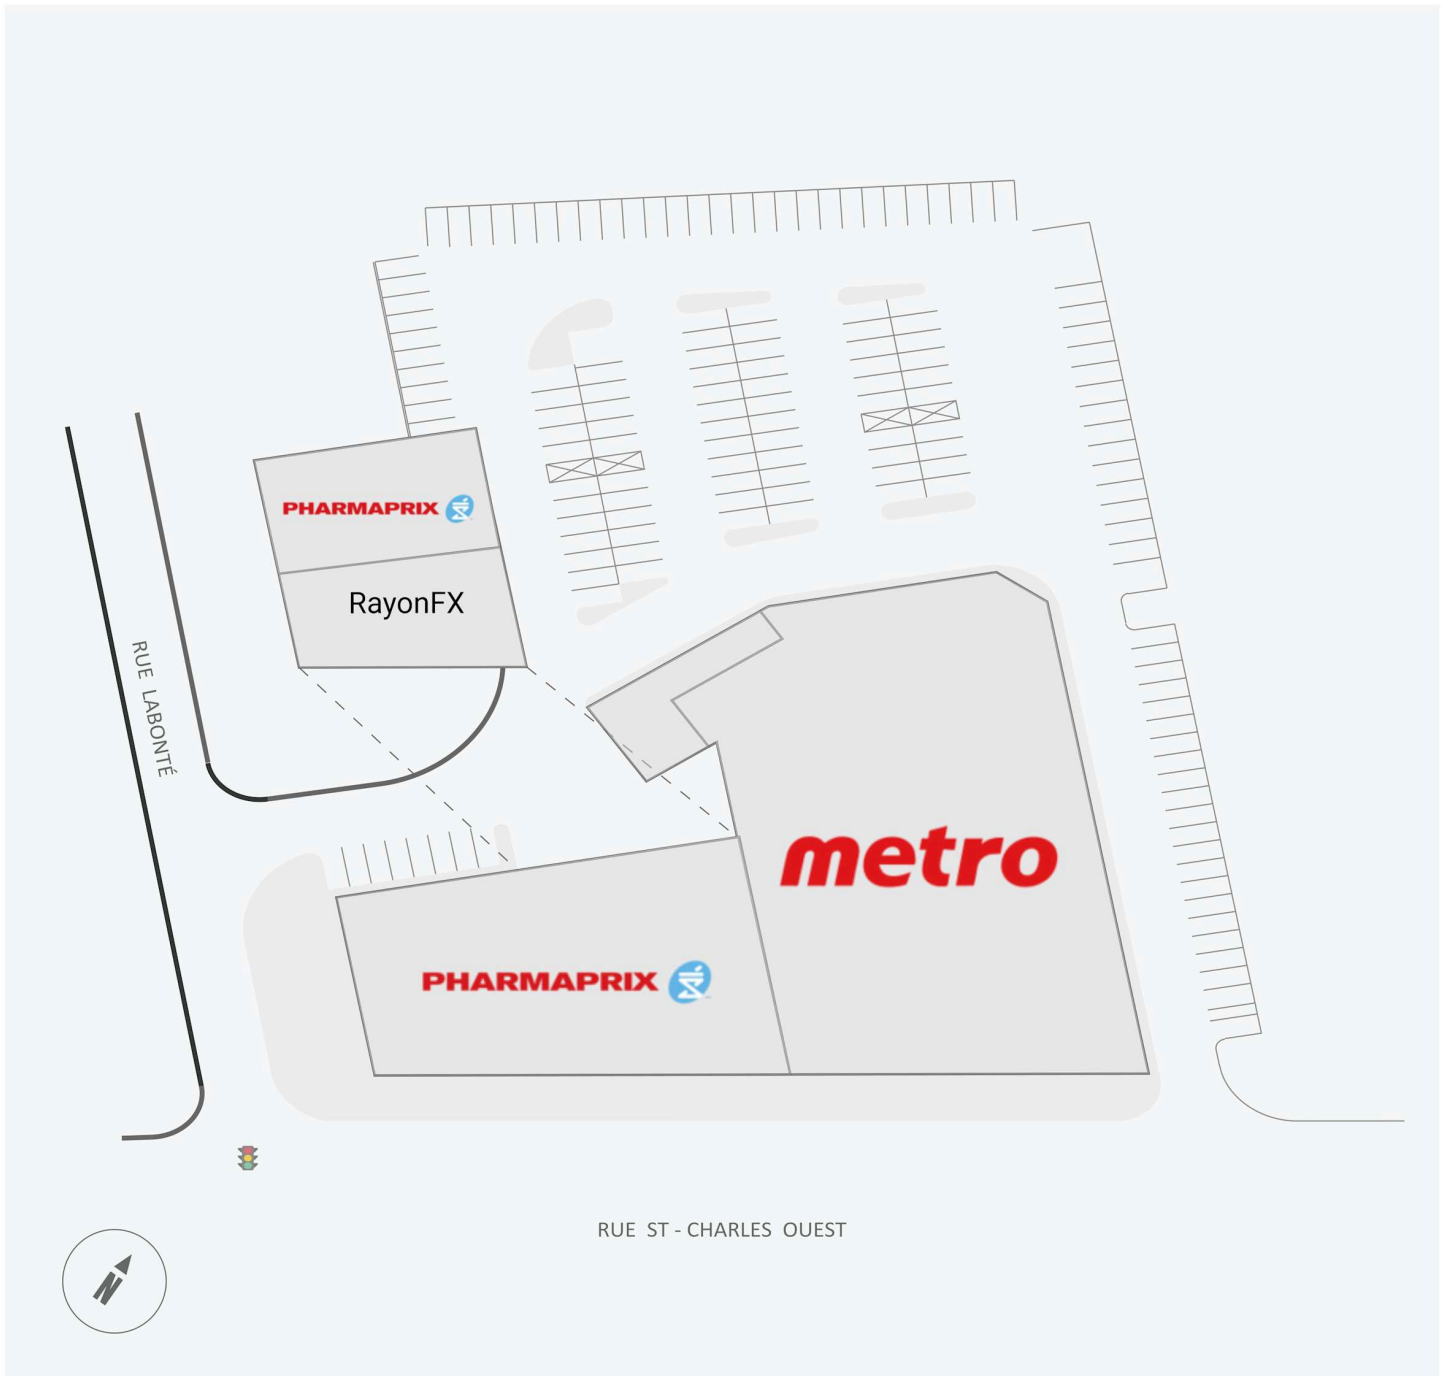 PHARMAPRIX
RayonFX
RUE LABONTÉ
metro
PHARMAPRIX
RUE ST - CHARLES OUEST
N